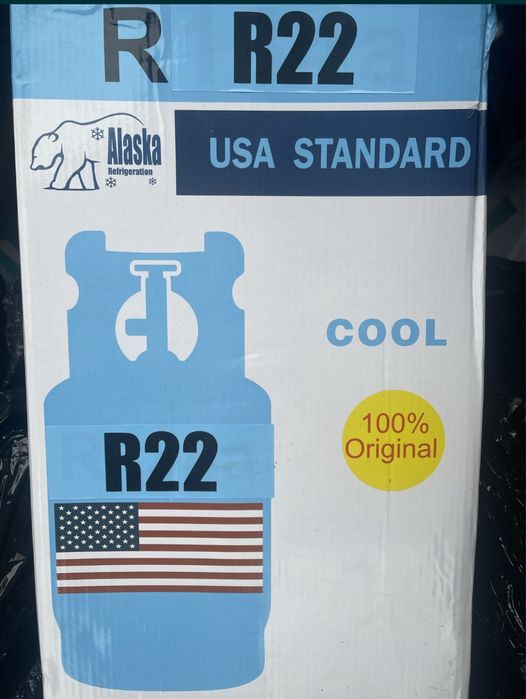 R R22
Alaska
Refrigeration
USA STANDARD
COOL
100%
Original
R22